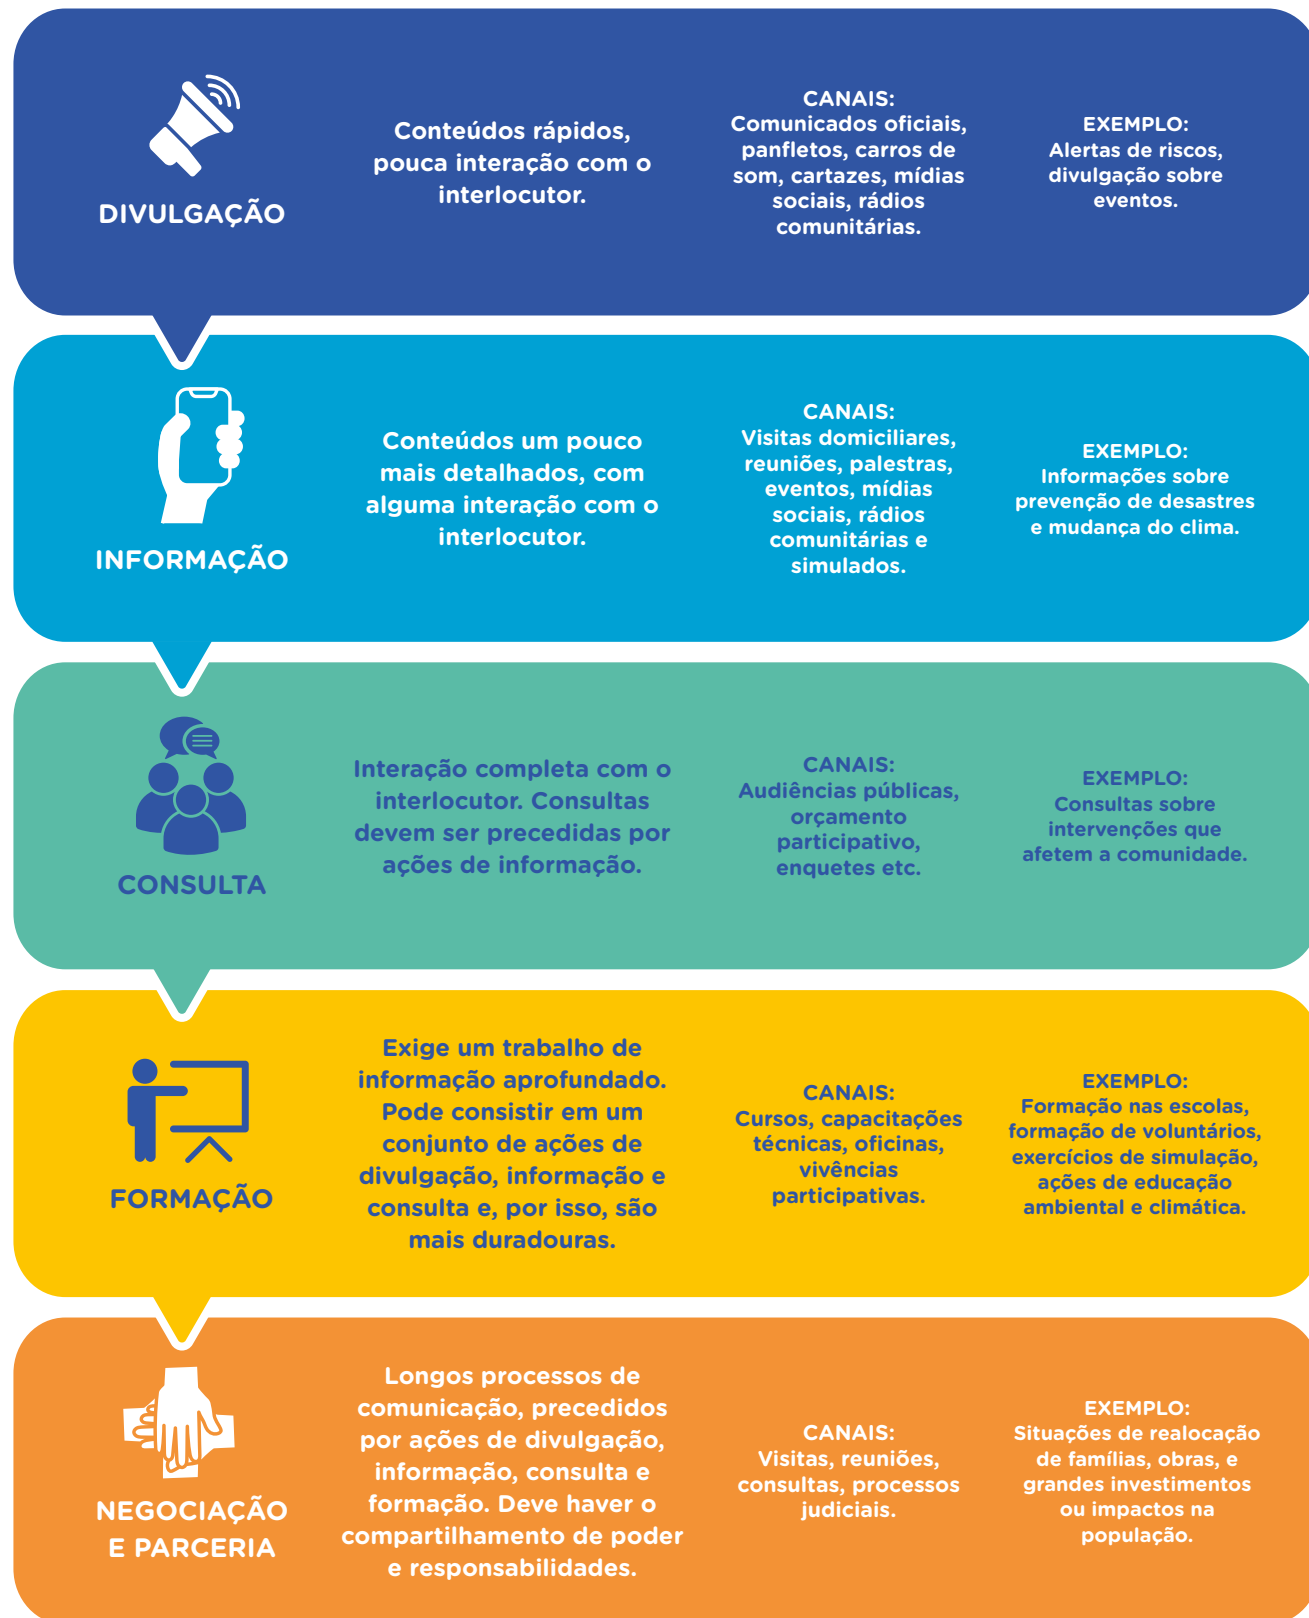 DIVULGAÇÃO
Conteúdos rápidos,
pouca interação com o
interlocutor.
CANAIS:
Comunicados oficiais,
panfletos, carros de
som, cartazes, mídias
sociais, rádios
comunitárias.
EXEMPLO:
Alertas de riscos,
divulgação sobre
eventos.
INFORMAÇÃO
Conteúdos um pouco
mais detalhados, com
alguma interação com o
interlocutor.
CANAIS:
Visitas domiciliares,
reuniões, palestras,
eventos, mídias
sociais, rádios
comunitárias e
simulados.
EXEMPLO:
Informações sobre
prevenção de desastres
e mudança do clima.
CONSULTA
Interação completa com o
interlocutor. Consultas
devem ser precedidas por
ações de informação.
CANAIS:
Audiências públicas,
orçamento
participativo,
enquetes etc.
EXEMPLO:
Consultas sobre
intervenções que
afetem a comunidade.
FORMAÇÃO
Exige um trabalho de
informação aprofundado.
Pode consistir em um
conjunto de ações de
divulgação, informação e
consulta e, por isso, são
mais duradouras.
CANAIS:
Cursos, capacitações
técnicas, oficinas,
vivências
participativas.
EXEMPLO:
Formação nas escolas,
formação de voluntários,
exercícios de simulação,
ações de educação
ambiental e climática.
NEGOCIAÇÃO
E PARCERIA
Longos processos de
comunicação, precedidos
por ações de divulgação,
informação, consulta e
formação. Deve haver o
compartilhamento de poder
e responsabilidades.
CANAIS:
Visitas, reuniões,
consultas, processos
judiciais.
EXEMPLO:
Situações de realocação
de famílias, obras, e
grandes investimentos
ou impactos na
população.